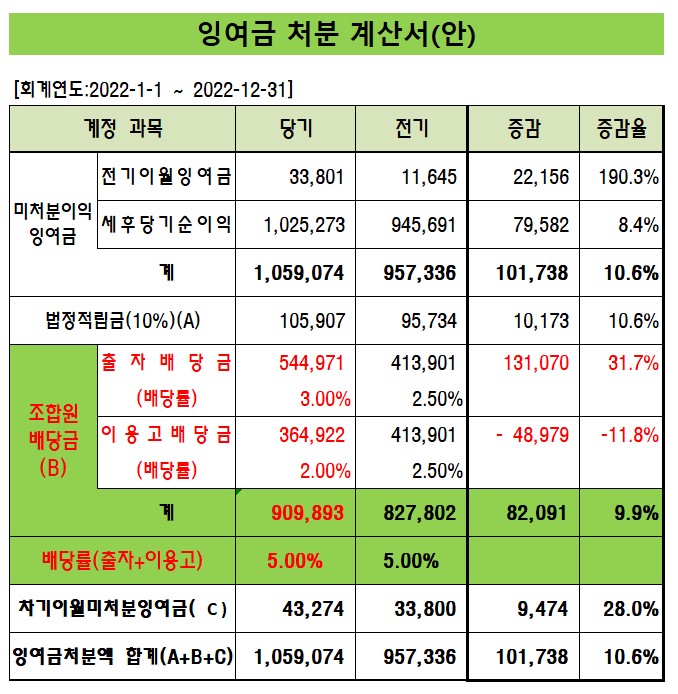 잉여금 처분 계산서(안)
[회계연도:2022-1-1 ~ 2022-12-31]
계정 과목 당기 전기 증감 증감율
미처분이익
잉여금
전기이월잉여금 33,801 11,645 22,156 190.3%
세후당기순이익 1,025,273 945,691 79,582 8.4%
계 1,059,074 957,336 101,738 10.6%
법정적립금(10%)(A) 105,907 95,734 10,173 10.6%
조합원
배당금
(B)
출 자 배 당 금 544,971 413,901 131,070 31.7%
(배당률) 3.00% 2.50%
이 용 고 배 당 금 364,922 413,901 - 48,979 -11.8%
(배당률) 2.00% 2.50%
계 909,893 827,802 82,091 9.9%
배당률(출자+이용고) 5.00% 5.00%
차기이월미처분잉여금( C) 43,274 33,800 9,474 28.0%
잉여금처분액 합계(A+B+C) 1,059,074 957,336 101,738 10.6%